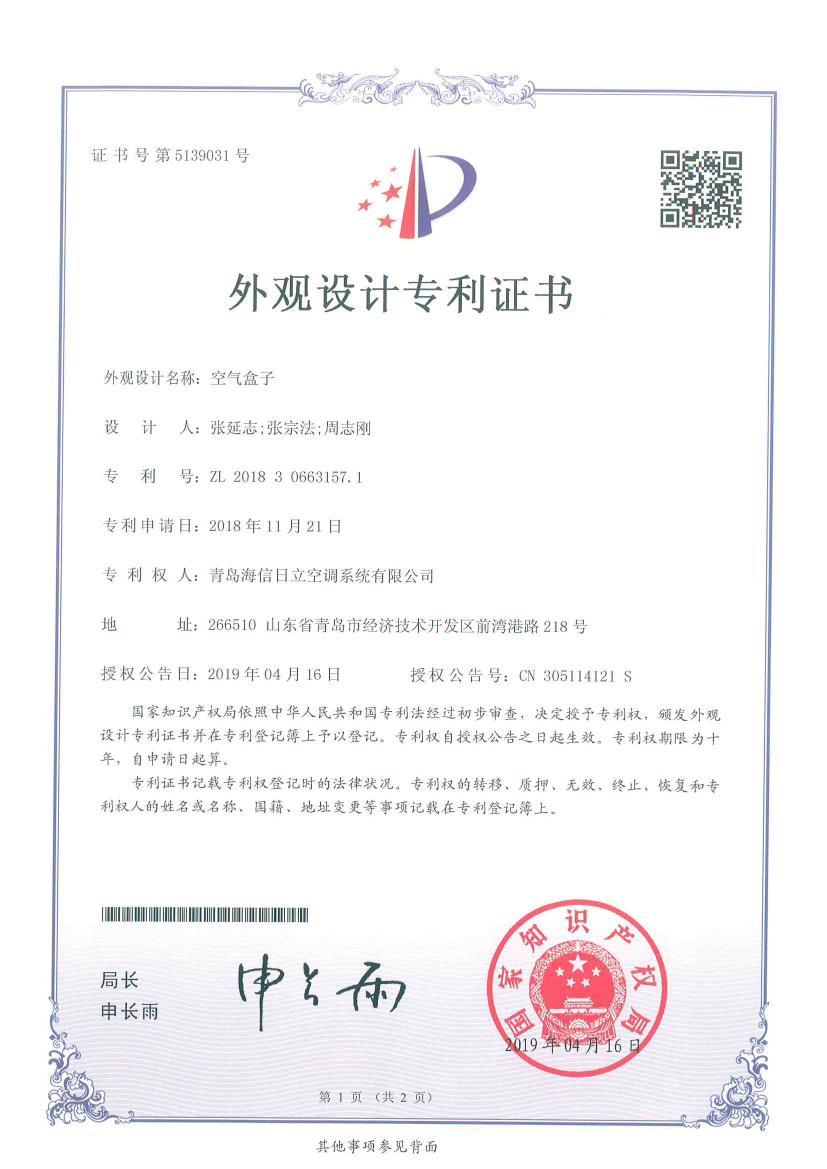 证书号第5139031号
外观设计专利证书
外观设计名称：空气盒子
设 计 人：张延志;张宗法;周志刚
专 利 号：ZL 2018 3 0663157.1
专利申请日：2018年11月21日
专 利 权 人：青岛海信日立空调系统有限公司
地 址：266510 山东省青岛市经济技术开发区前湾港路218号
授权公告日：2019年04月16日 授权公告号：CN 305114121 S
国家知识产权局依照中华人民共和国专利法经过初步审查，决定授予专利权，颁发外观
设计专利证书并在专利登记簿上予以登记。专利权自授权公告之日起生效。专利权期限为十
年，自申请日起算。
专利证书记载专利权登记时的法律状况。专利权的转移、质押、无效、终止、恢复和专
利权人的姓名或名称、国籍、地址变更等事项记载在专利登记簿上。
局长
申长雨
申长雨
国家知识产权局
2019年04月16日
第 1 页 （共 2 页）
其他事项参见背面